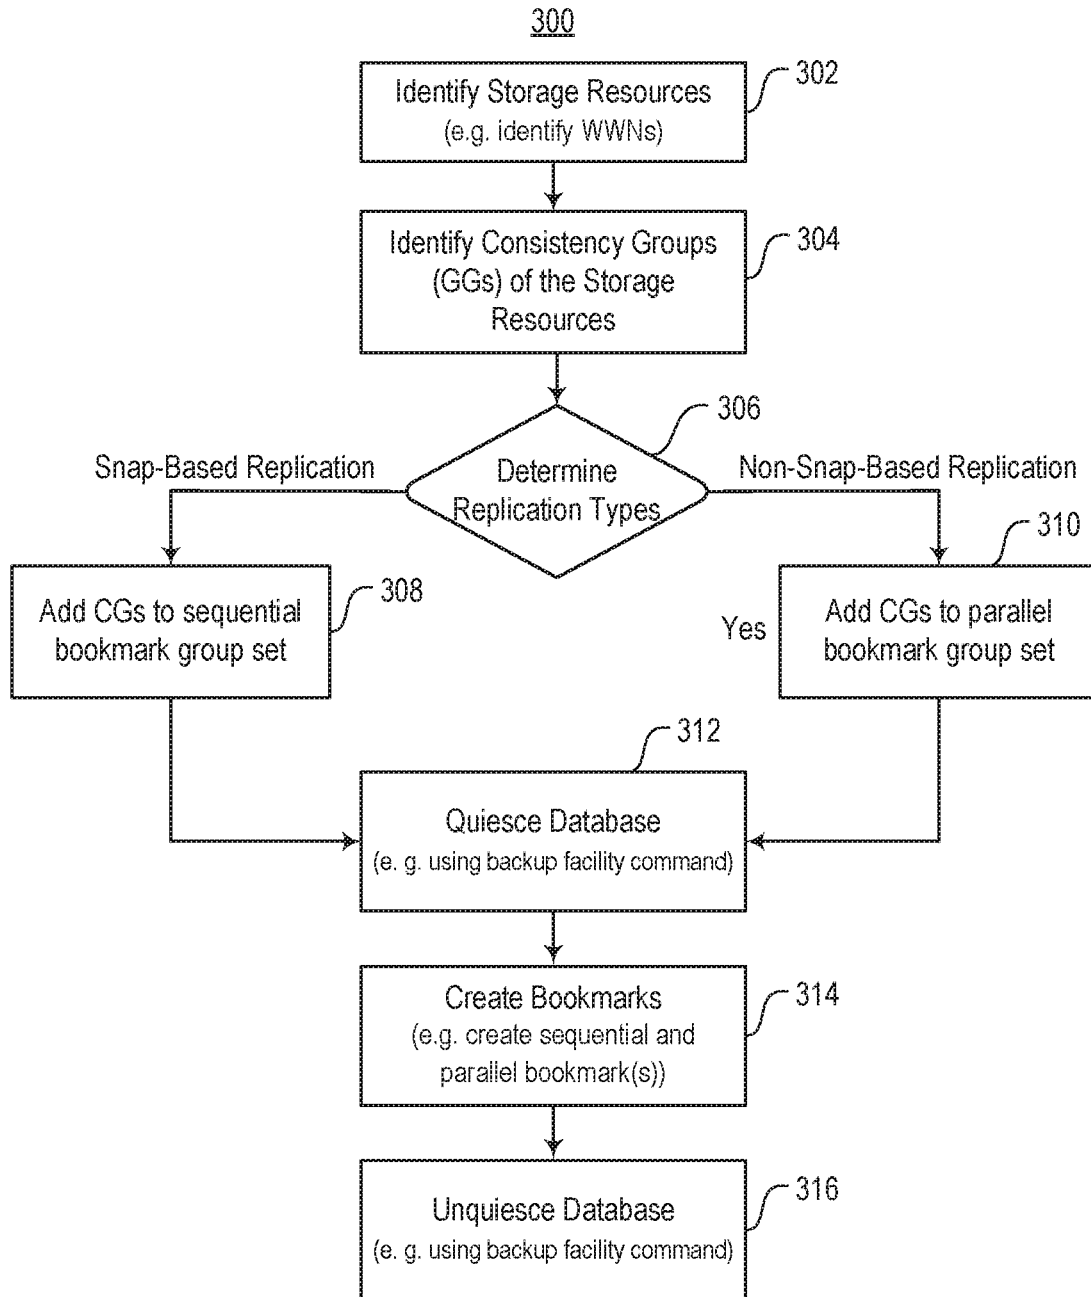 300
302
Identify Storage Resources
(e.g. identify WWNs)
304
Identify Consistency Groups
(GGs) of the Storage
Resources
306
Snap-Based Replication
Determine
Replication Types
Non-Snap-Based Replication
308
Add CGs to sequential
bookmark group set
310
Yes
Add CGs to parallel
bookmark group set
312
Quiesce Database
(e. g. using backup facility command)
314
Create Bookmarks
(e.g. create sequential and
parallel bookmark(s))
316
Unquiesce Database
(e. g. using backup facility command)